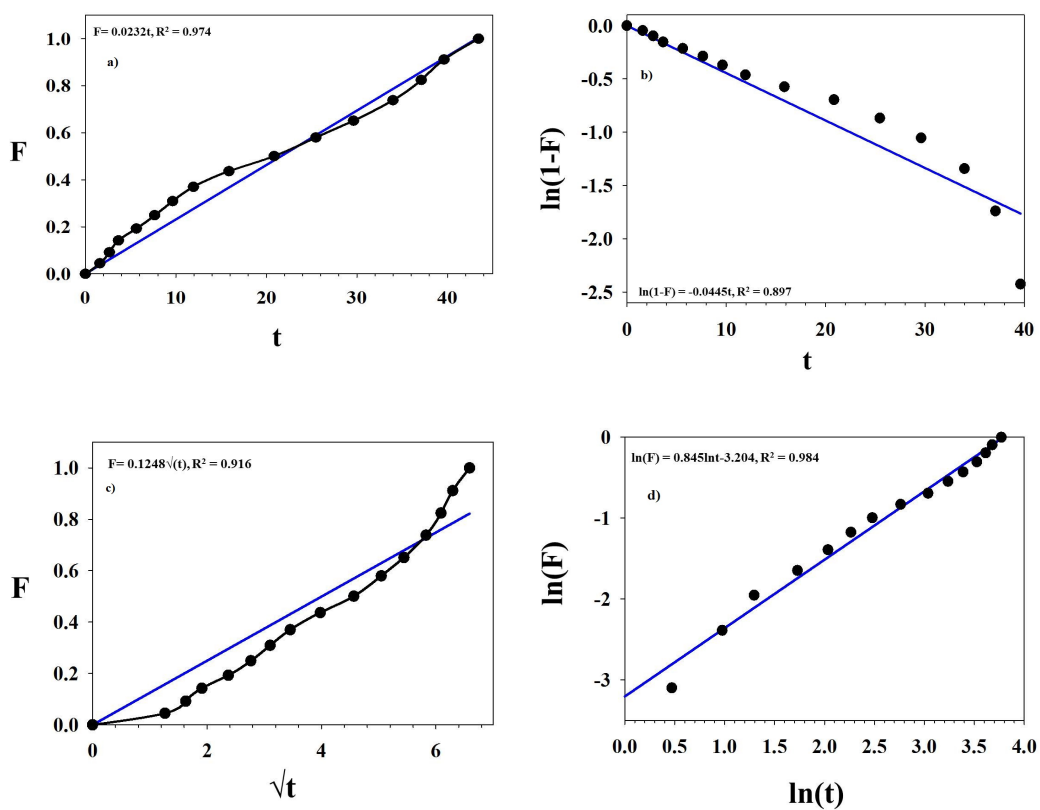 F= 0.0232t, R² = 0.974
a)
F
1.0
0.8
0.6
0.4
0.2
0.0
0 10 20 30 40
t
0.0
-0.5
-1.0
-1.5
-2.0
-2.5
b)
ln(1-F)
ln(1-F) = -0.0445t, R² = 0.897
0 10 20 30 40
t
F= 0.1248√(t), R² = 0.916
c)
F
1.0
0.8
0.6
0.4
0.2
0.0
0 2 4 6
√t
ln(F) = 0.845lnt-3.204, R² = 0.984
d)
ln(F)
0
-1
-2
-3
0.0 0.5 1.0 1.5 2.0 2.5 3.0 3.5 4.0
ln(t)